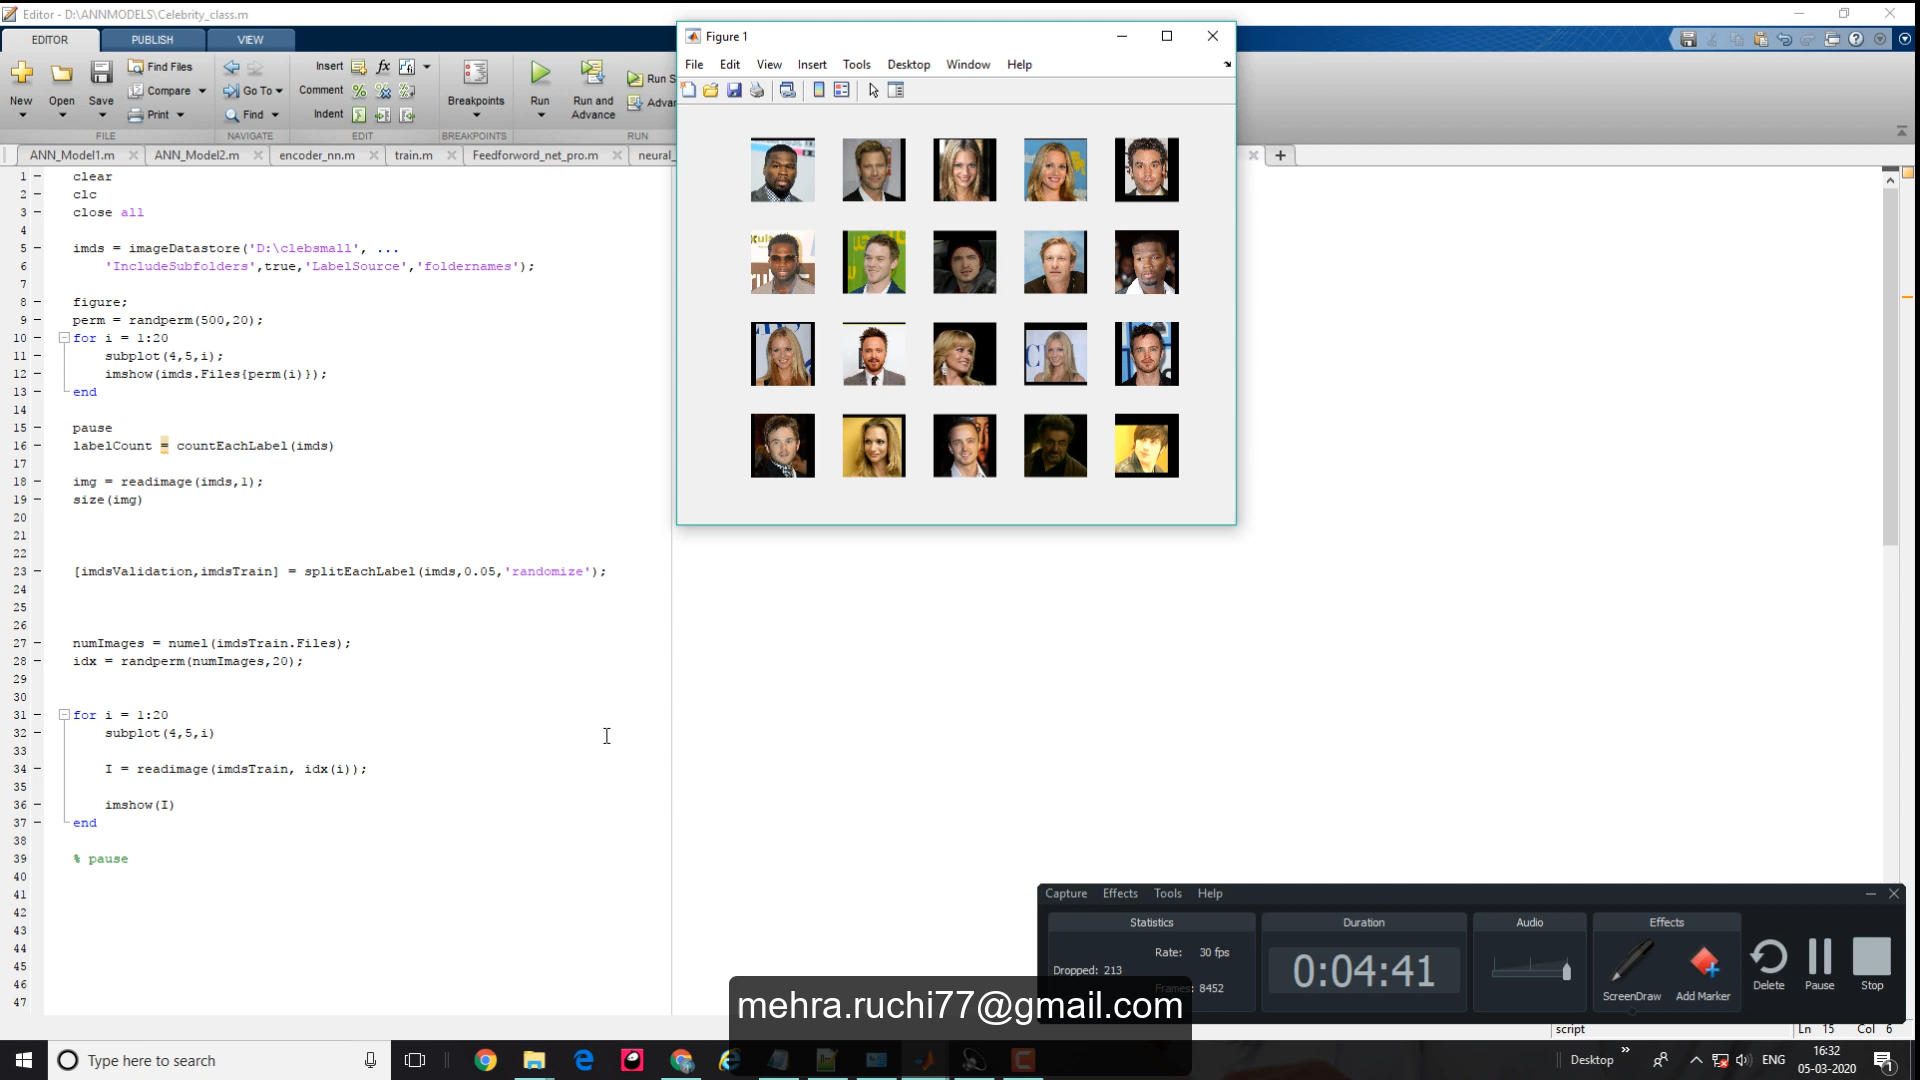 Editor - D:\ANNMODELS\Celebrity_class.m
EDITOR PUBLISH VIEW
New Open Save
Find Files
Compare
Print
FILE
Go To
Find
NAVIGATE
Insert fx
Comment
Indent
EDIT
Breakpoints
BREAKPOINTS
Run
Run and
Advance
Run S
Advar
RUN
ANN_Model1.m ANN_Model2.m encoder_nn.m train.m Feedforword_net_pro.m neural_
1 clear
2 clc
3 close all
4
5 imds = imageDatastore('D:\clebsmall', ...
6 'IncludeSubfolders',true,'LabelSource','foldernames');
7
8 figure;
9 perm = randperm(500,20);
10 for i = 1:20
11 subplot(4,5,i);
12 imshow(imds.Files{perm(i)});
13 end
14
15 pause
16 labelCount = countEachLabel(imds)
17
18 img = readimage(imds,1);
19 size(img)
20
21
22
23 [imdsValidation,imdsTrain] = splitEachLabel(imds,0.05,'randomize');
24
25
26
27 numImages = numel(imdsTrain.Files);
28 idx = randperm(numImages,20);
29
30
31 for i = 1:20
32 subplot(4,5,i)
33
34 I = readimage(imdsTrain, idx(i));
35
36 imshow(I)
37 end
38
39 % pause
40
41
42
43
44
45
46
47
Figure 1
File Edit View Insert Tools Desktop Window Help
Capture Effects Tools Help
Statistics Duration Audio Effects
Rate: 30 fps
Dropped: 213
Frames: 8452
0:04:41
ScreenDraw Add Marker
Delete Pause Stop
mehra.ruchi77@gmail.com
script Ln 15 Col 6
Type here to search
Desktop
ENG
16:32
05-03-2020
1